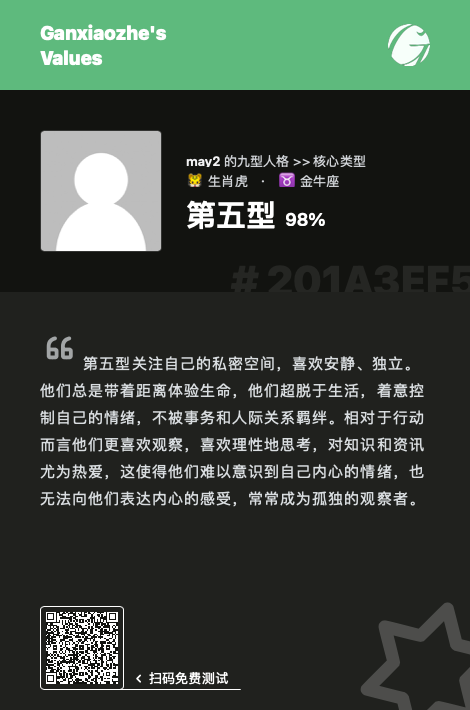 Ganxiaozhe's
Values
may2 的九型人格 >> 核心类型
生肖虎 · 金牛座
第五型 98%
# 201A3EF5
“ 第五型关注自己的私密空间，喜欢安静、独立。
他们总是带着距离体验生命，他们超脱于生活，着意控
制自己的情绪，不被事务和人际关系羁绊。相对于行动
而言他们更喜欢观察，喜欢理性地思考，对知识和资讯
尤为热爱，这使得他们难以意识到自己内心的情绪，也
无法向他们表达内心的感受，常常成为孤独的观察者。
‹ 扫码免费测试